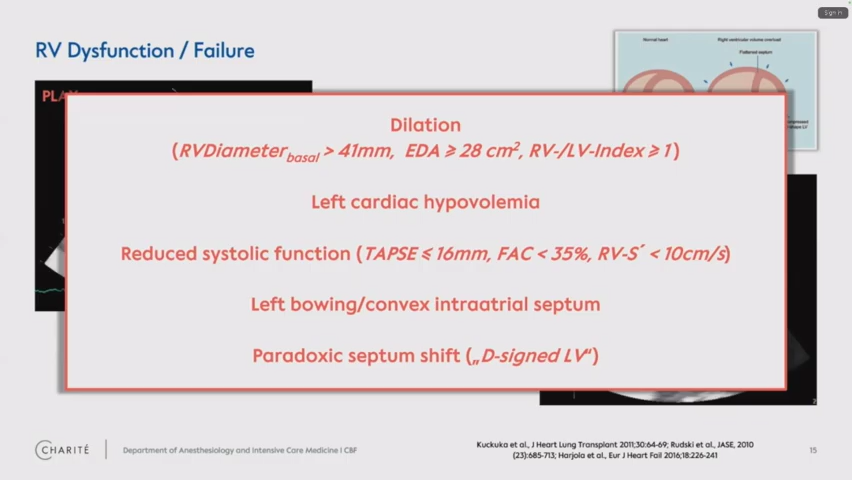 Sign in
RV Dysfunction / Failure
Normal heart
Right ventricular volume overload
Flattened septum
Dilation
(RVDiameterbasal > 41mm, EDA ⩾ 28 cm², RV-/LV-Index ⩾ 1)
Left cardiac hypovolemia
Reduced systolic function (TAPSE ⩽ 16mm, FAC < 35%, RV-S´ < 10cm/s)
Left bowing/convex intraatrial septum
Paradoxic septum shift („D-signed LV“)
CHARITÉ
Department of Anesthesiology and Intensive Care Medicine I CBF
Kuckuka et al., J Heart Lung Transplant 2011;30:64-69; Rudski et al., JASE, 2010
(23):685-713; Harjola et al., Eur J Heart Fail 2016;18:226-241
15